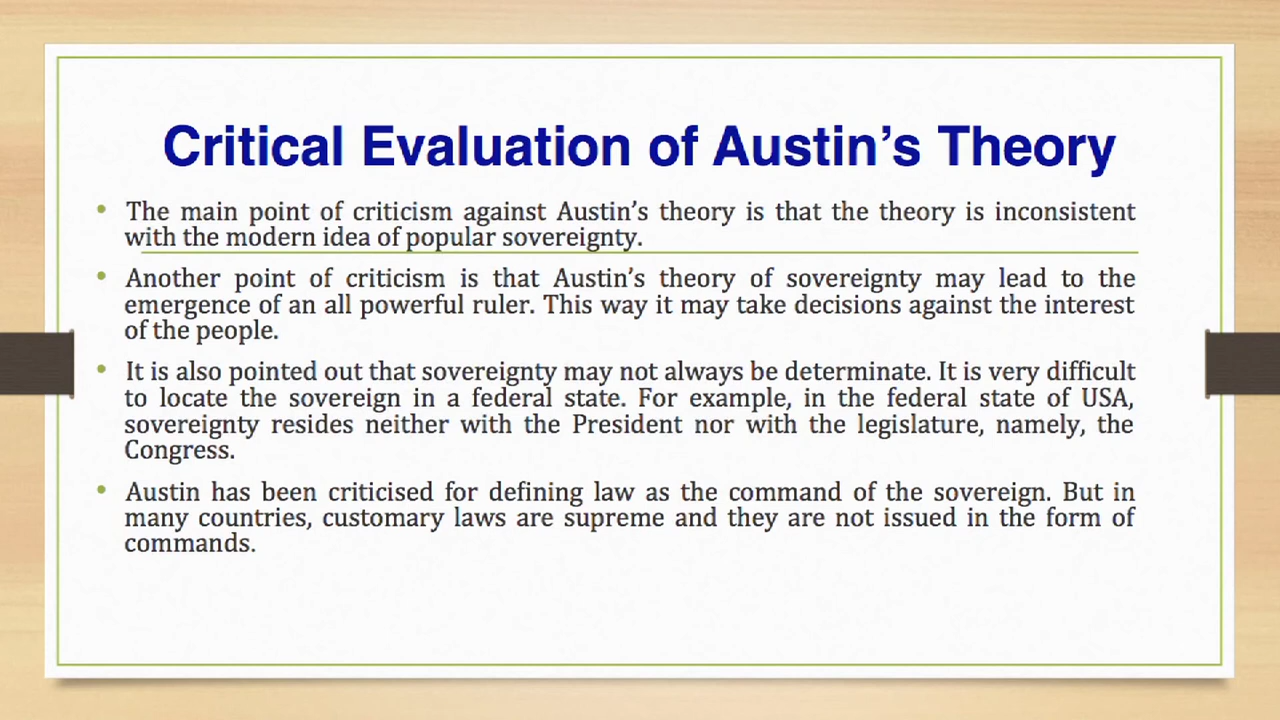 Critical Evaluation of Austin’s Theory
• The main point of criticism against Austin’s theory is that the theory is inconsistent
with the modern idea of popular sovereignty.
• Another point of criticism is that Austin’s theory of sovereignty may lead to the
emergence of an all powerful ruler. This way it may take decisions against the interest
of the people.
• It is also pointed out that sovereignty may not always be determinate. It is very difficult
to locate the sovereign in a federal state. For example, in the federal state of USA,
sovereignty resides neither with the President nor with the legislature, namely, the
Congress.
• Austin has been criticised for defining law as the command of the sovereign. But in
many countries, customary laws are supreme and they are not issued in the form of
commands.